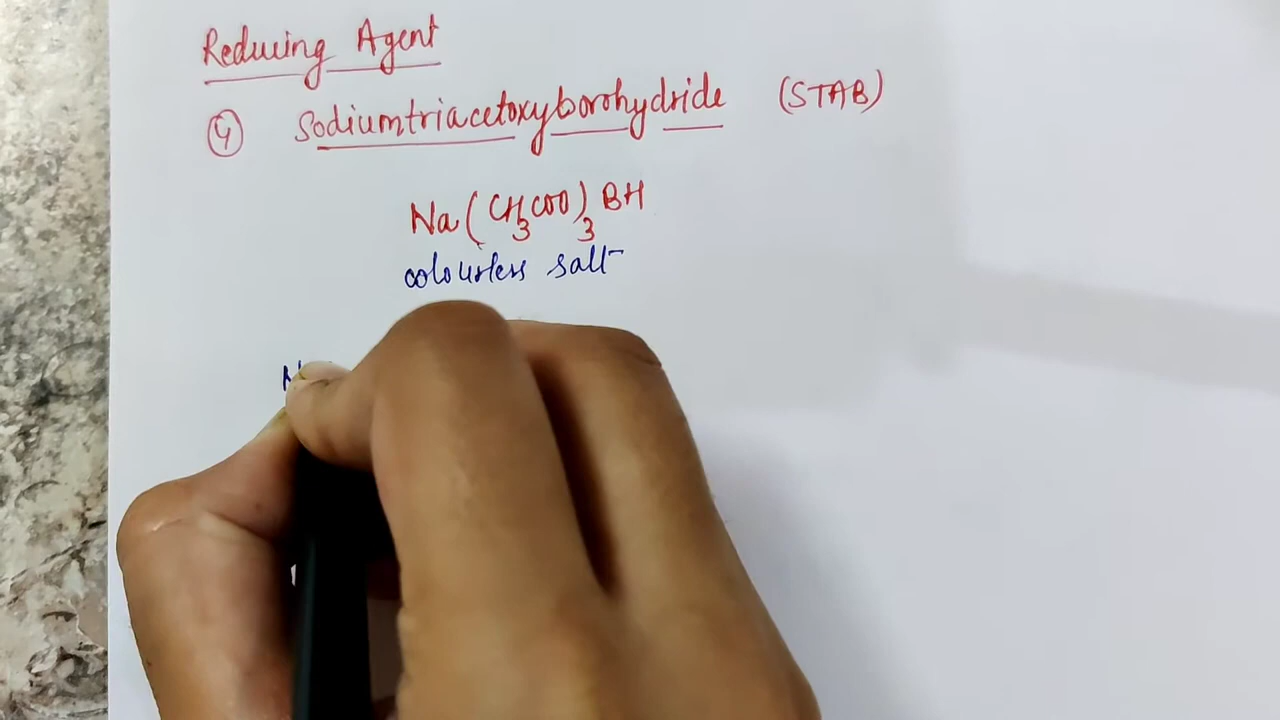 Reducing Agent
④ Sodiumtriacetoxyborohydride (STAB)
Na(CH₃COO)₃BH
colourless salt
N